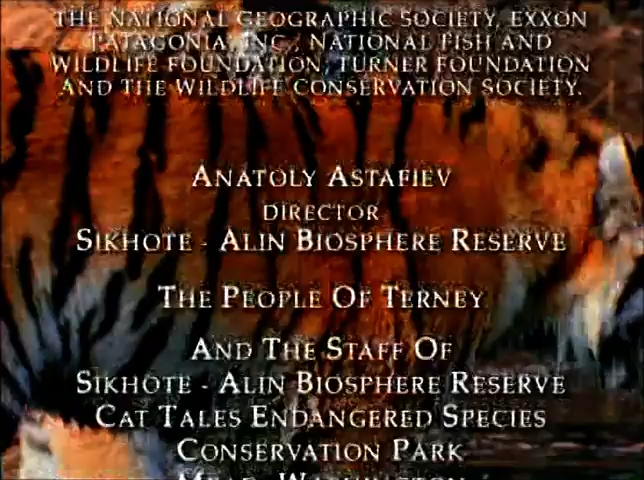 THE NATIONAL GEOGRAPHIC SOCIETY, EXXON
PATAGONIA, INC., NATIONAL FISH AND
WILDLIFE FOUNDATION, TURNER FOUNDATION
AND THE WILDLIFE CONSERVATION SOCIETY.
ANATOLY ASTAFIEV
DIRECTOR
SIKHOTE - ALIN BIOSPHERE RESERVE
THE PEOPLE OF TERNEY
AND THE STAFF OF
SIKHOTE - ALIN BIOSPHERE RESERVE
CAT TALES ENDANGERED SPECIES
CONSERVATION PARK
MEAD, WASHINGTON